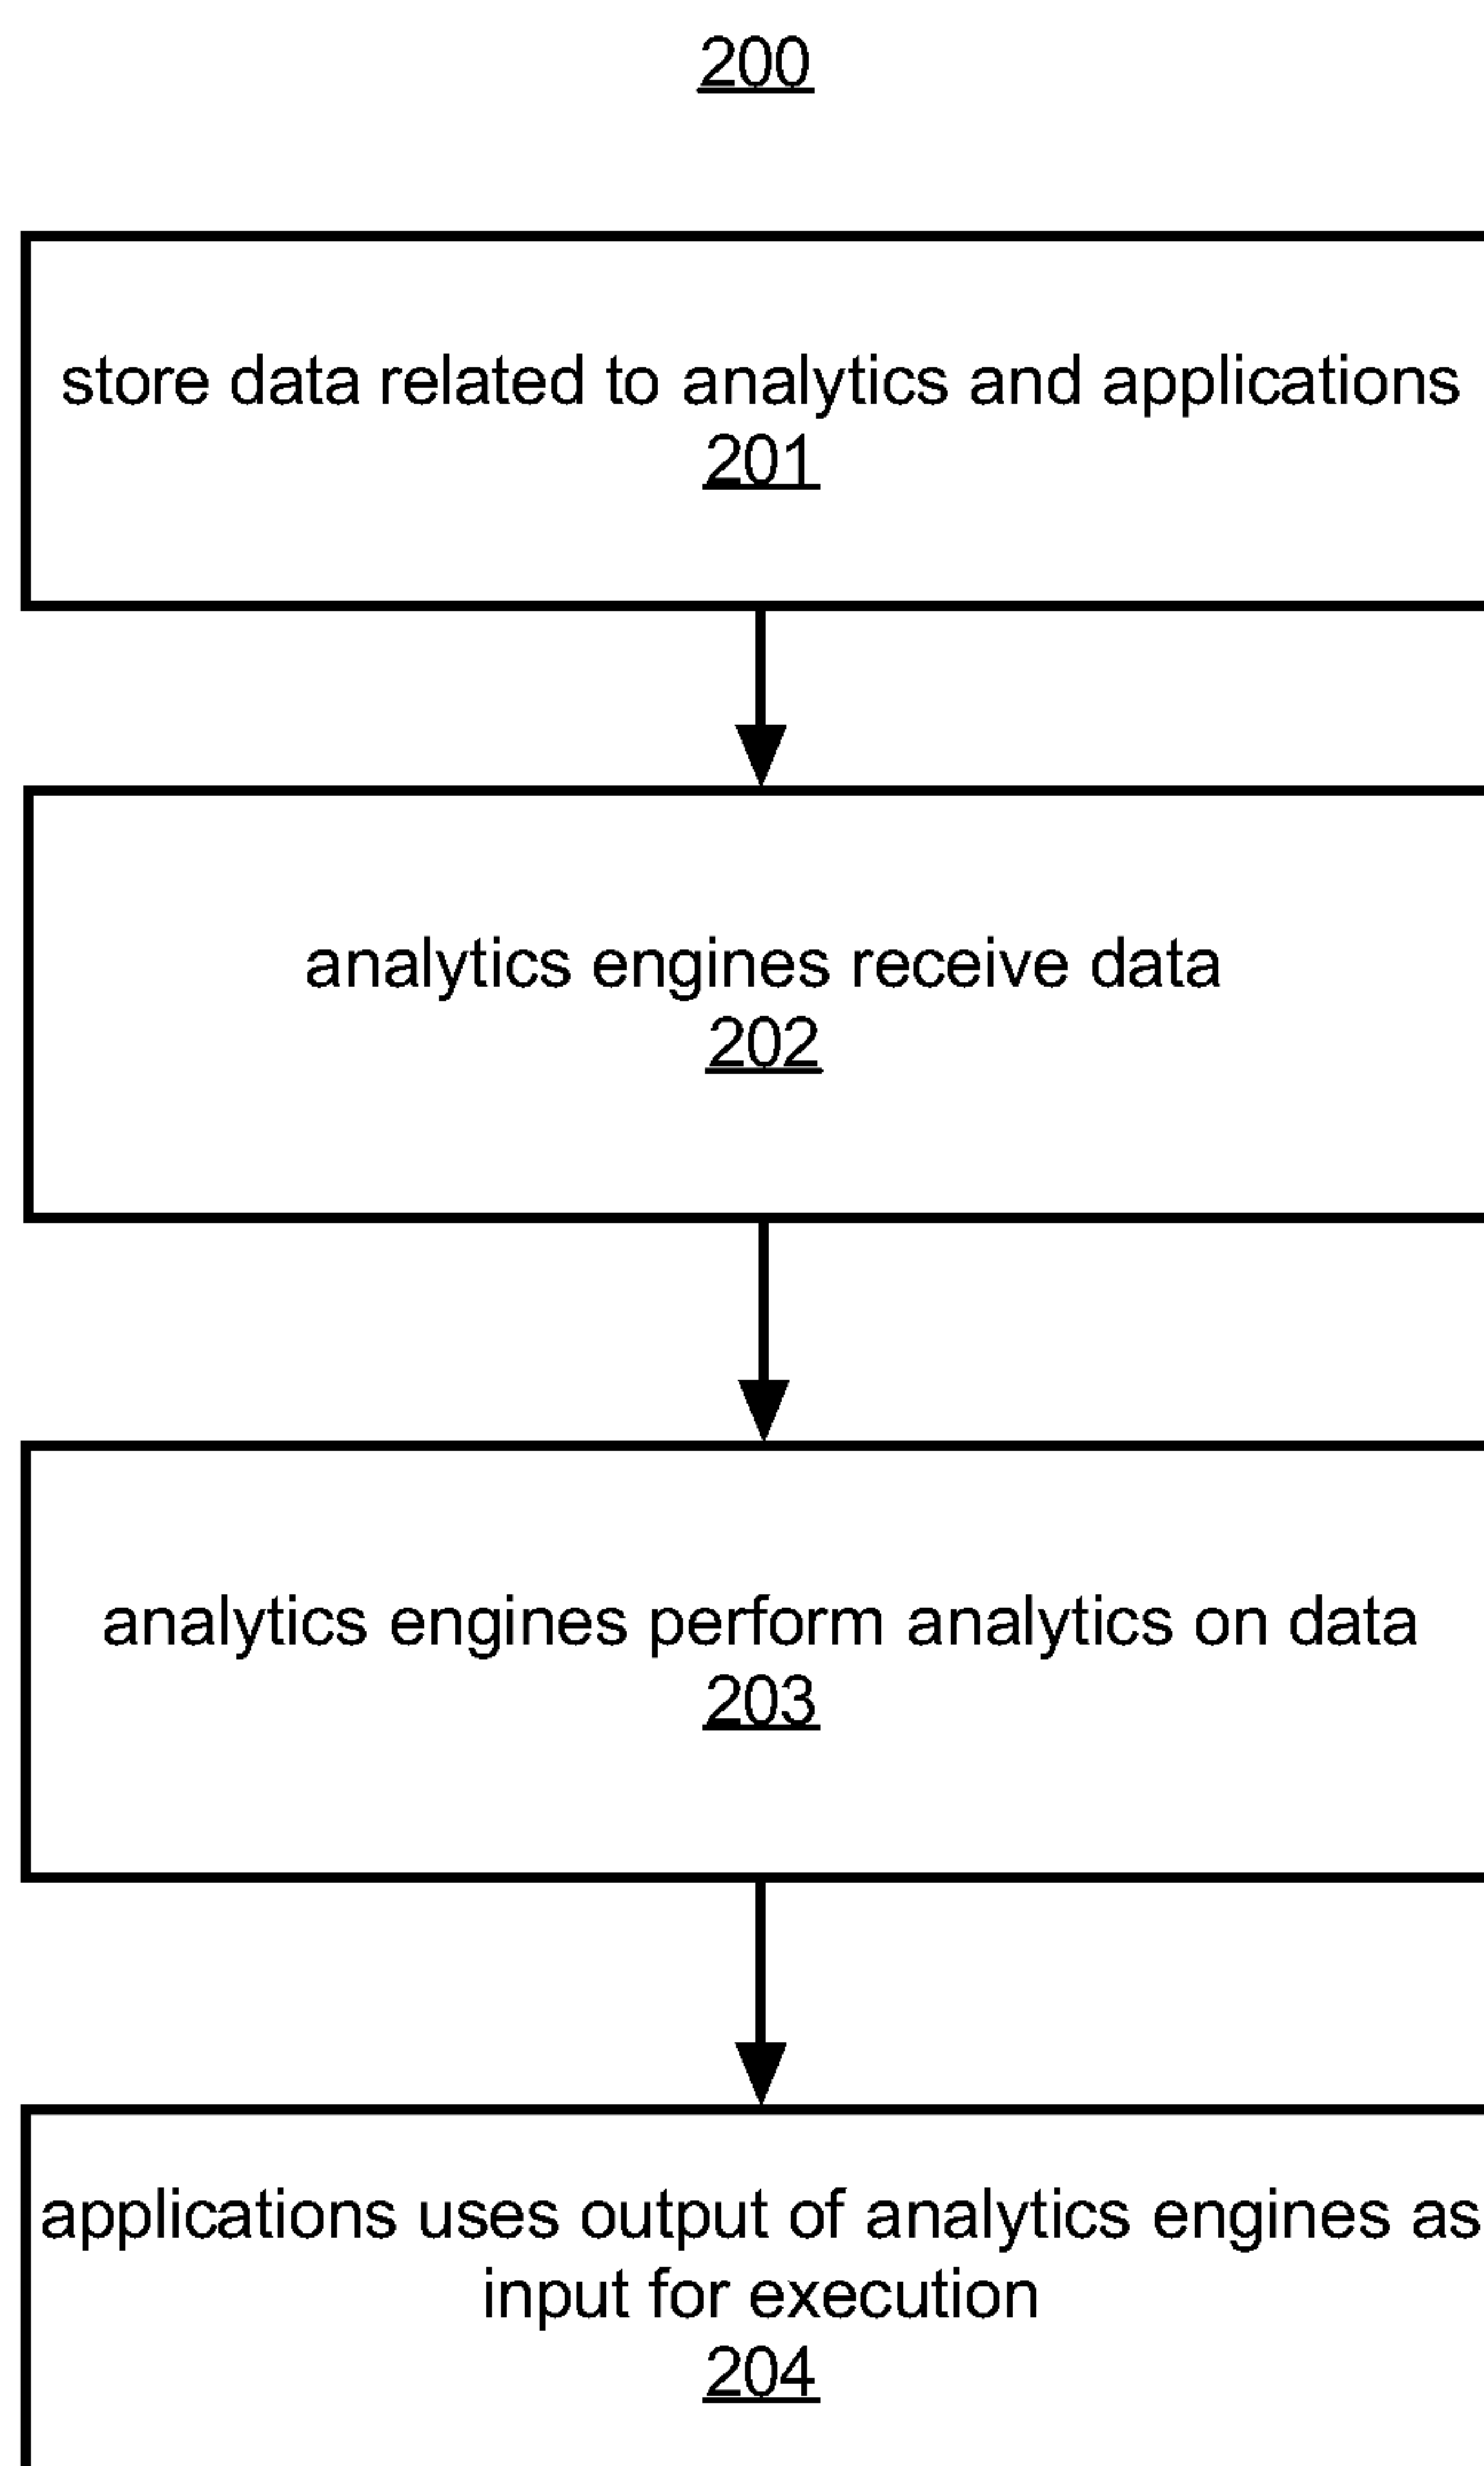 200
store data related to analytics and applications
201
analytics engines receive data
202
analytics engines perform analytics on data
203
applications uses output of analytics engines as
input for execution
204